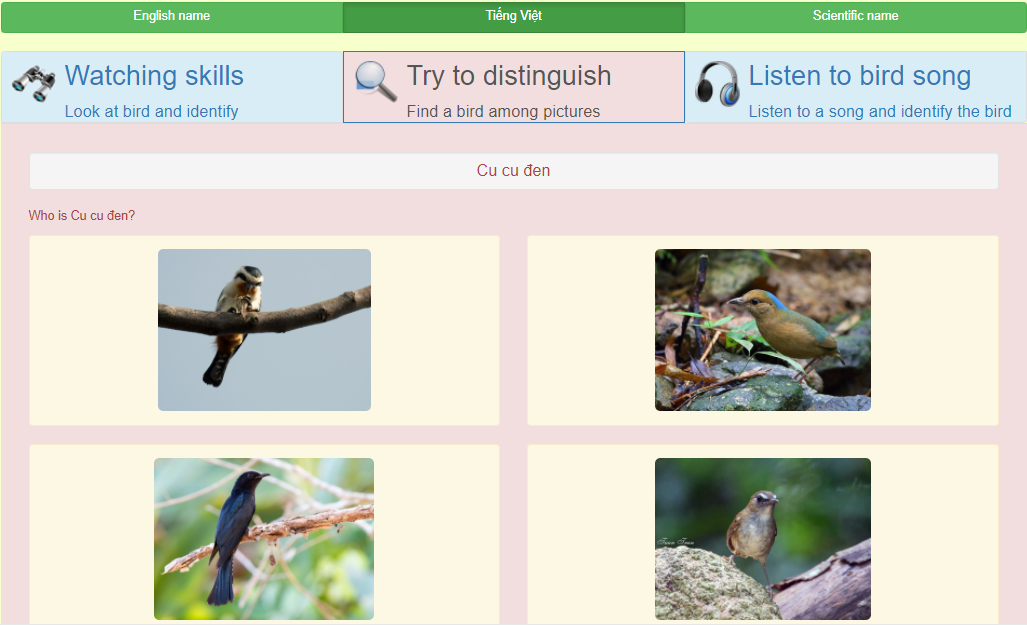 English name
Tiếng Việt
Scientific name
Watching skills
Look at bird and identify
Try to distinguish
Find a bird among pictures
Listen to bird song
Listen to a song and identify the bird
Cu cu đen
Who is Cu cu đen?